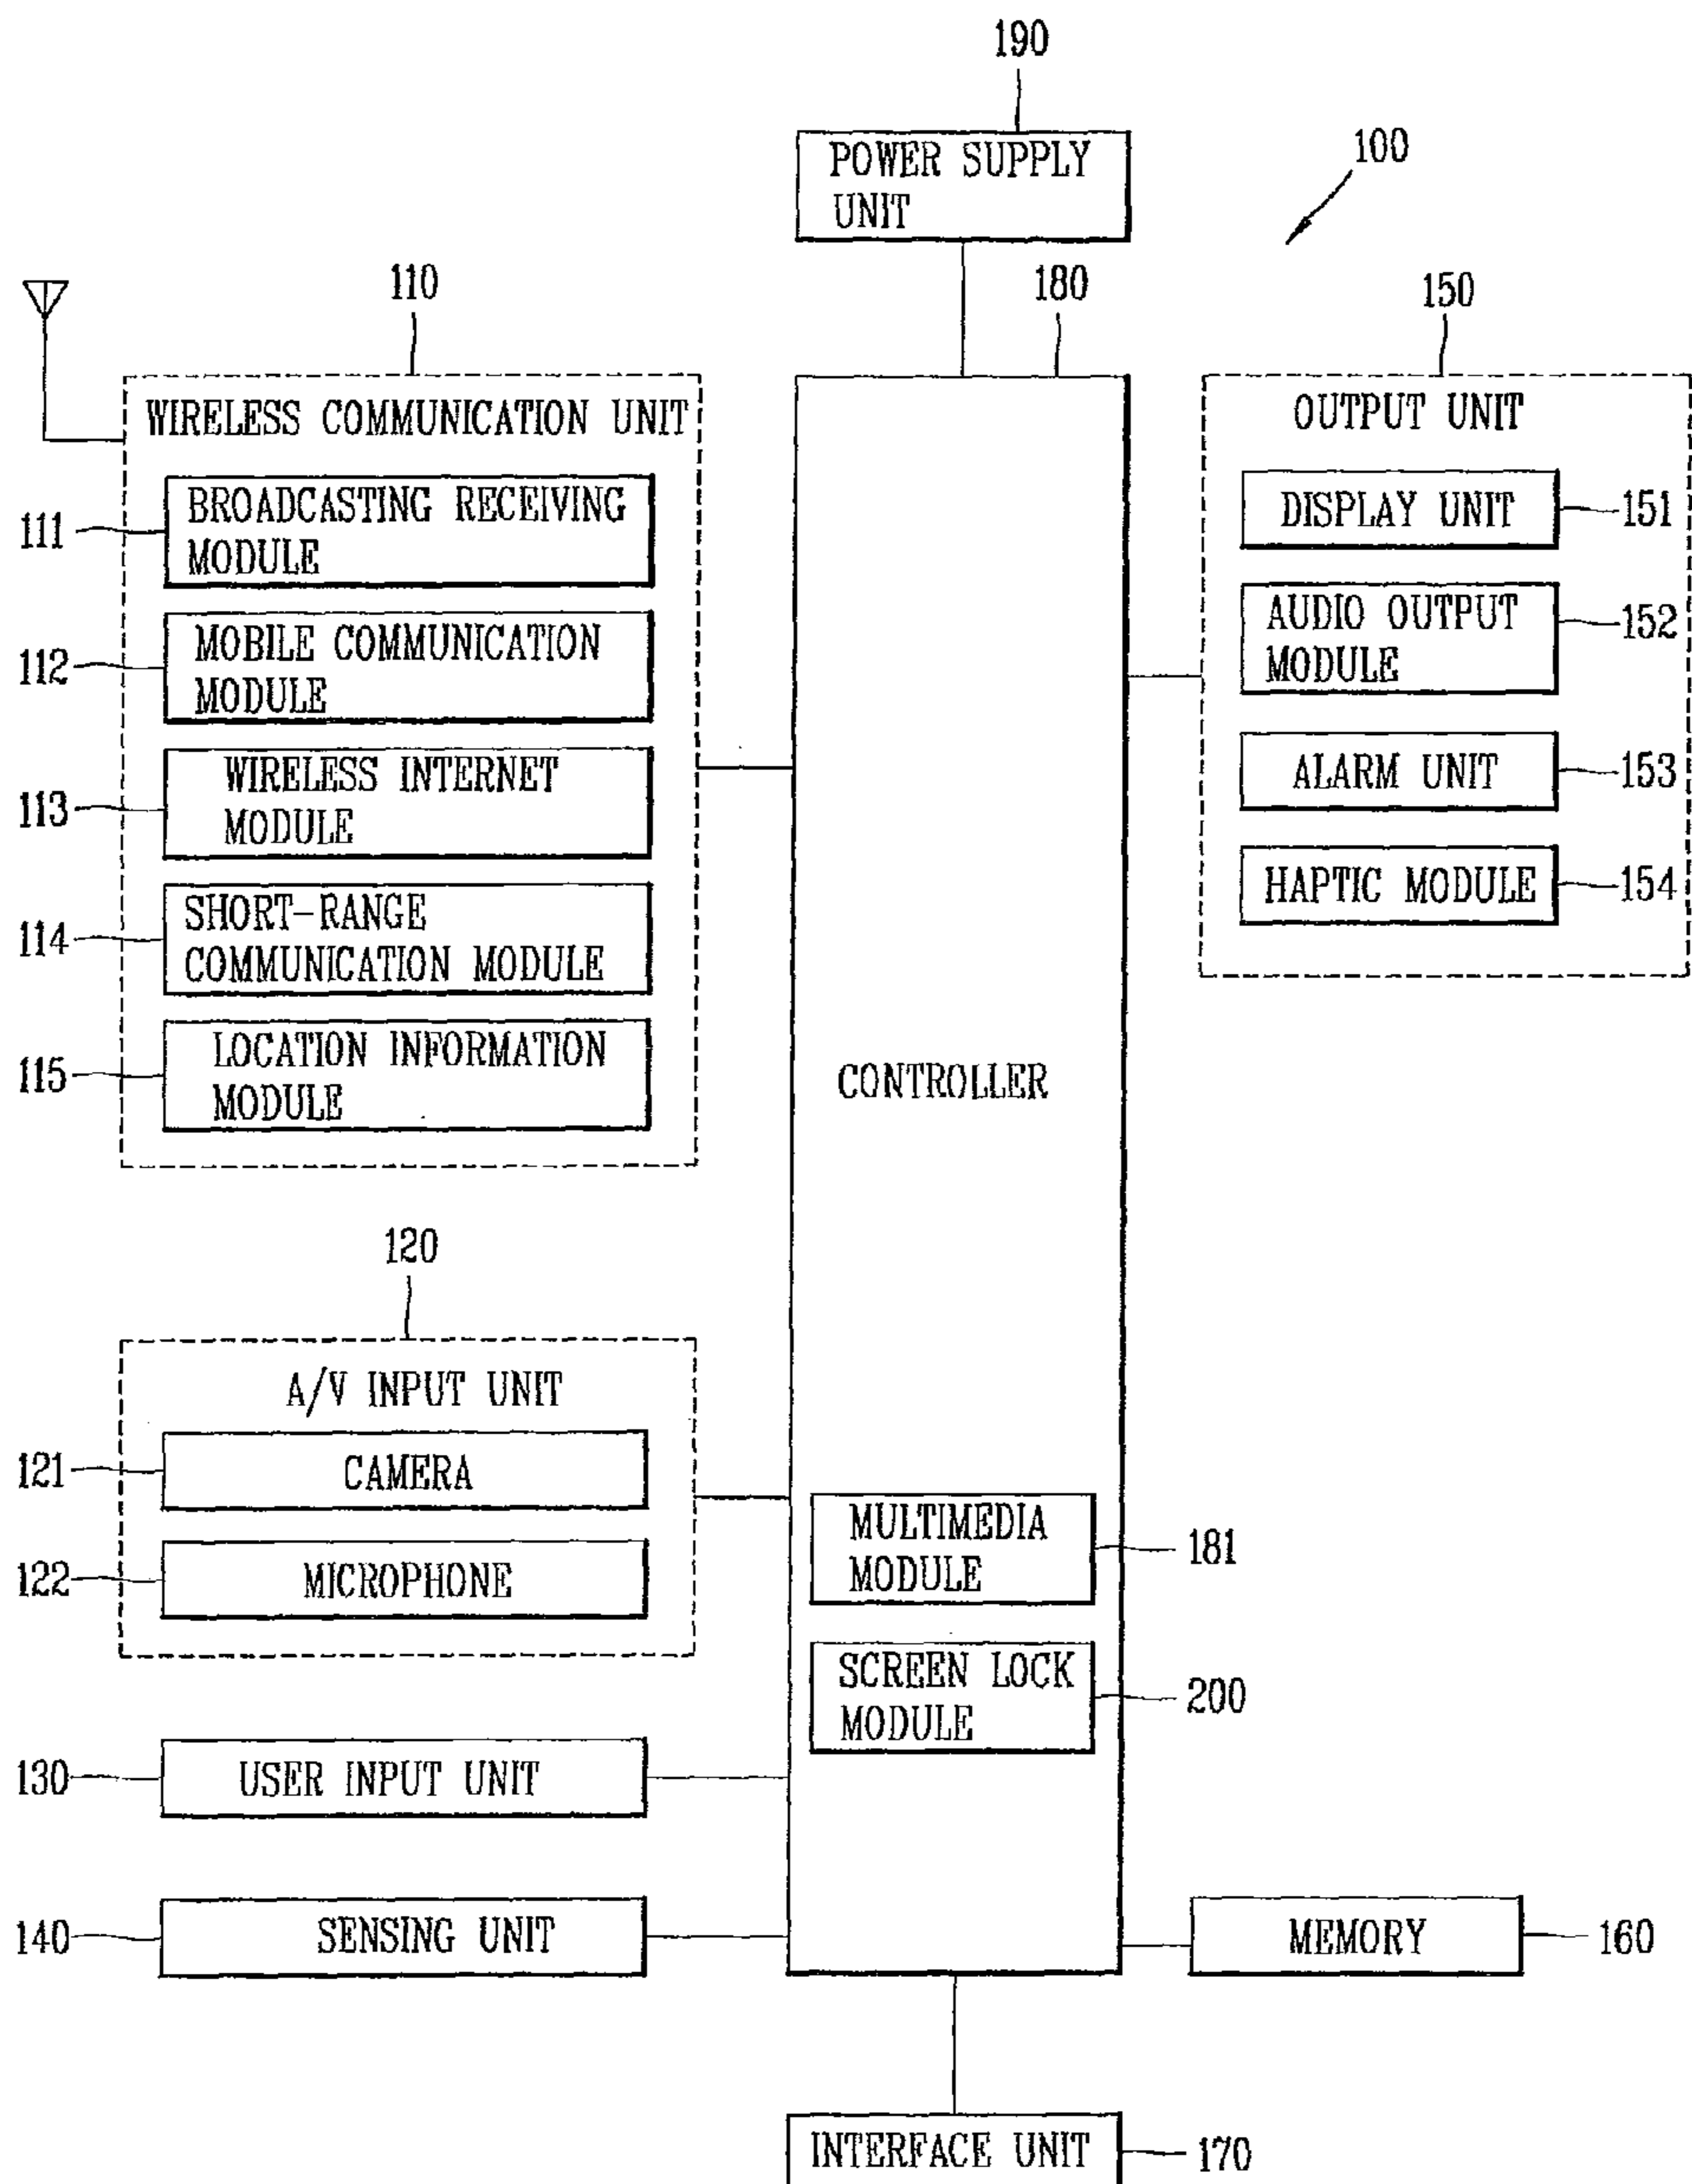 190
POWER SUPPLY
UNIT
100
110
180
150
WIRELESS COMMUNICATION UNIT
111
BROADCASTING RECEIVING
MODULE
112
MOBILE COMMUNICATION
MODULE
113
WIRELESS INTERNET
MODULE
114
SHORT-RANGE
COMMUNICATION MODULE
115
LOCATION INFORMATION
MODULE
OUTPUT UNIT
DISPLAY UNIT
151
AUDIO OUTPUT
MODULE
152
ALARM UNIT
153
HAPTIC MODULE
154
CONTROLLER
120
A/V INPUT UNIT
121
CAMERA
122
MICROPHONE
MULTIMEDIA
MODULE
181
SCREEN LOCK
MODULE
200
130
USER INPUT UNIT
140
SENSING UNIT
MEMORY
160
INTERFACE UNIT
170